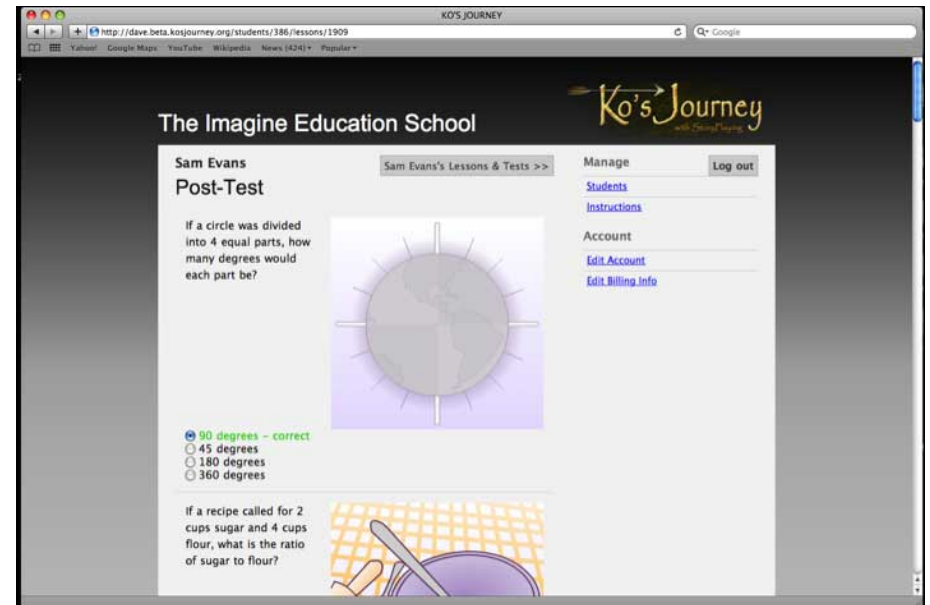 KO'S JOURNEY
http://dave.beta.kosjourney.org/students/386/lessons/1909
Google
Yahoo! Google Maps YouTube Wikipedia News (424) Popular
Ko's Journey
with StoryPlaying
The Imagine Education School
Sam Evans
Sam Evans's Lessons & Tests >>
Post-Test
If a circle was divided
into 4 equal parts, how
many degrees would
each part be?
90 degrees - correct
45 degrees
180 degrees
360 degrees
If a recipe called for 2
cups sugar and 4 cups
flour, what is the ratio
of sugar to flour?
Manage
Log out
Students
Instructions
Account
Edit Account
Edit Billing Info